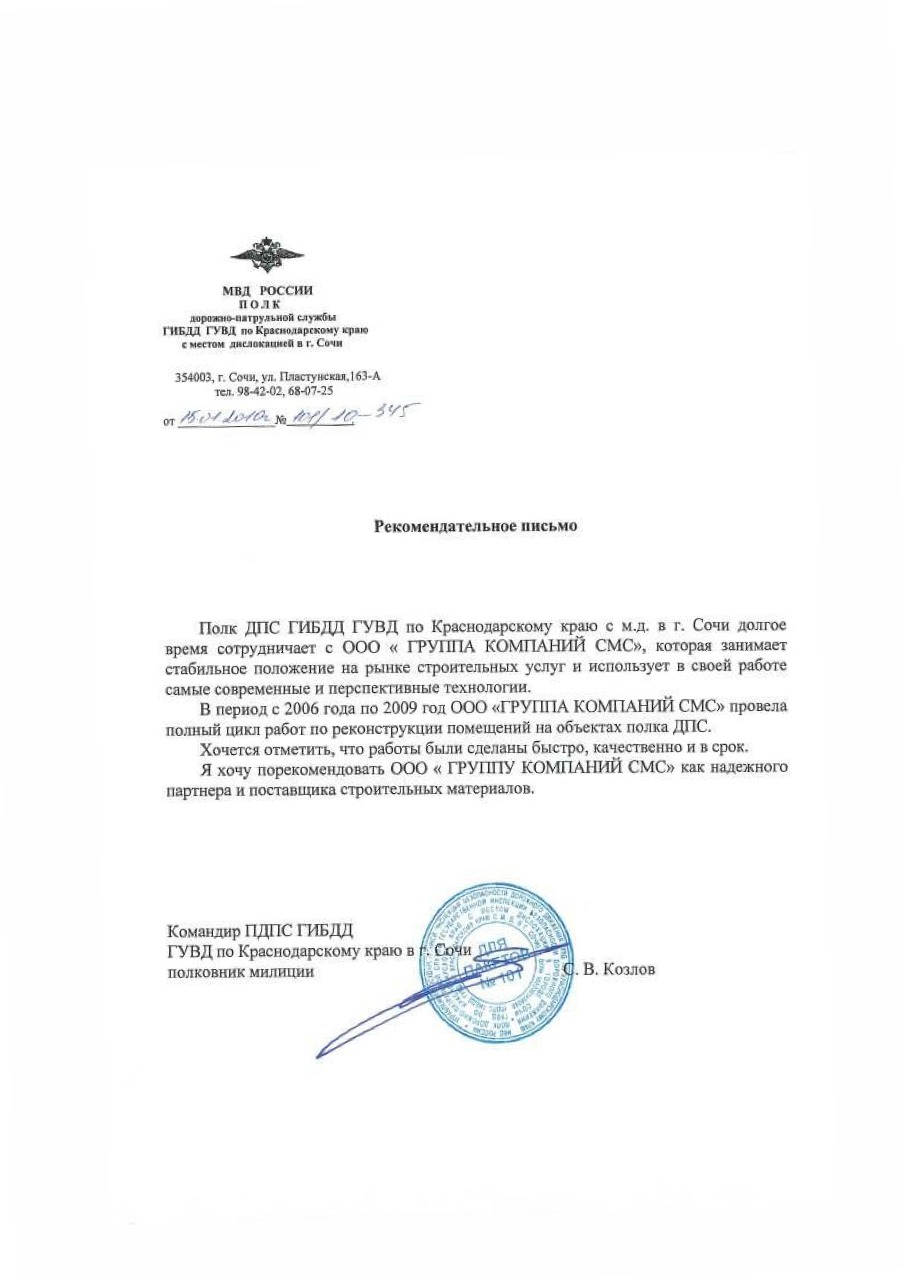 МВД РОССИИ
ПОЛК
дорожно-патрульной службы
ГИБДД ГУВД по Краснодарскому краю
с местом дислокацией в г. Сочи
354003, г. Сочи, ул. Пластунская,163-А
тел. 98-42-02, 68-07-25
от 15.01.2010г. № 101/10-345
Рекомендательное письмо
Полк ДПС ГИБДД ГУВД по Краснодарскому краю с м.д. в г. Сочи долгое
время сотрудничает с ООО « ГРУППА КОМПАНИЙ СМС», которая занимает
стабильное положение на рынке строительных услуг и использует в своей работе
самые современные и перспективные технологии.
В период с 2006 года по 2009 год ООО «ГРУППА КОМПАНИЙ СМС» провела
полный цикл работ по реконструкции помещений на объектах полка ДПС.
Хочется отметить, что работы были сделаны быстро, качественно и в срок.
Я хочу порекомендовать ООО « ГРУППУ КОМПАНИЙ СМС» как надежного
партнера и поставщика строительных материалов.
Командир ПДПС ГИБДД
ГУВД по Краснодарскому краю в г. Сочи
полковник милиции С. В. Козлов
ДЛЯ
ПАКЕТОВ
№ 101